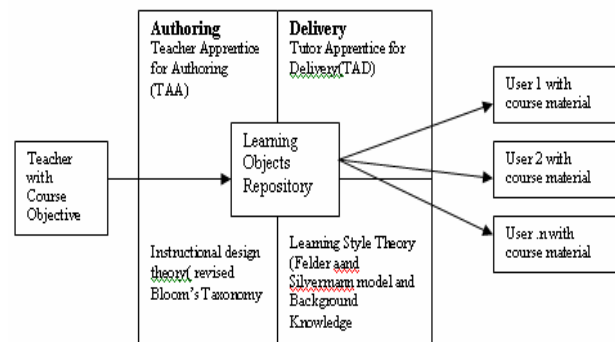 Authoring
Teacher Apprentice
for Authoring
(TAA)
Delivery
Tutor Apprentice for
Delivery(TAD)
Teacher
with
Course
Objective
Learning
Objects
Repository
User 1 with
course material
User 2 with
course material
User .n with
course material
Instructional design
theory( revised
Bloom's Taxonomy
Learning Style Theory
(Felder aand
Silvermann model and
Background
Knowledge